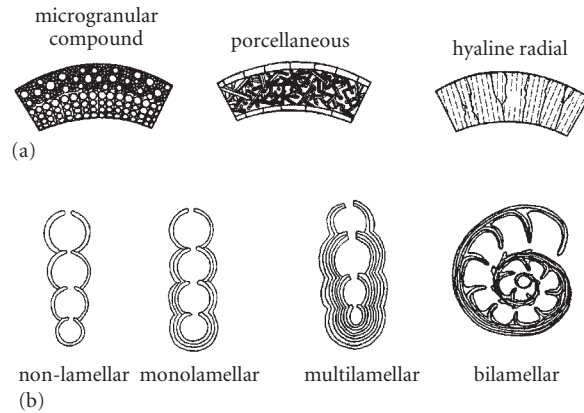 microgranular
compound
porcellaneous
hyaline radial
(a)
non-lamellar monolamellar multilamellar bilamellar
(b)